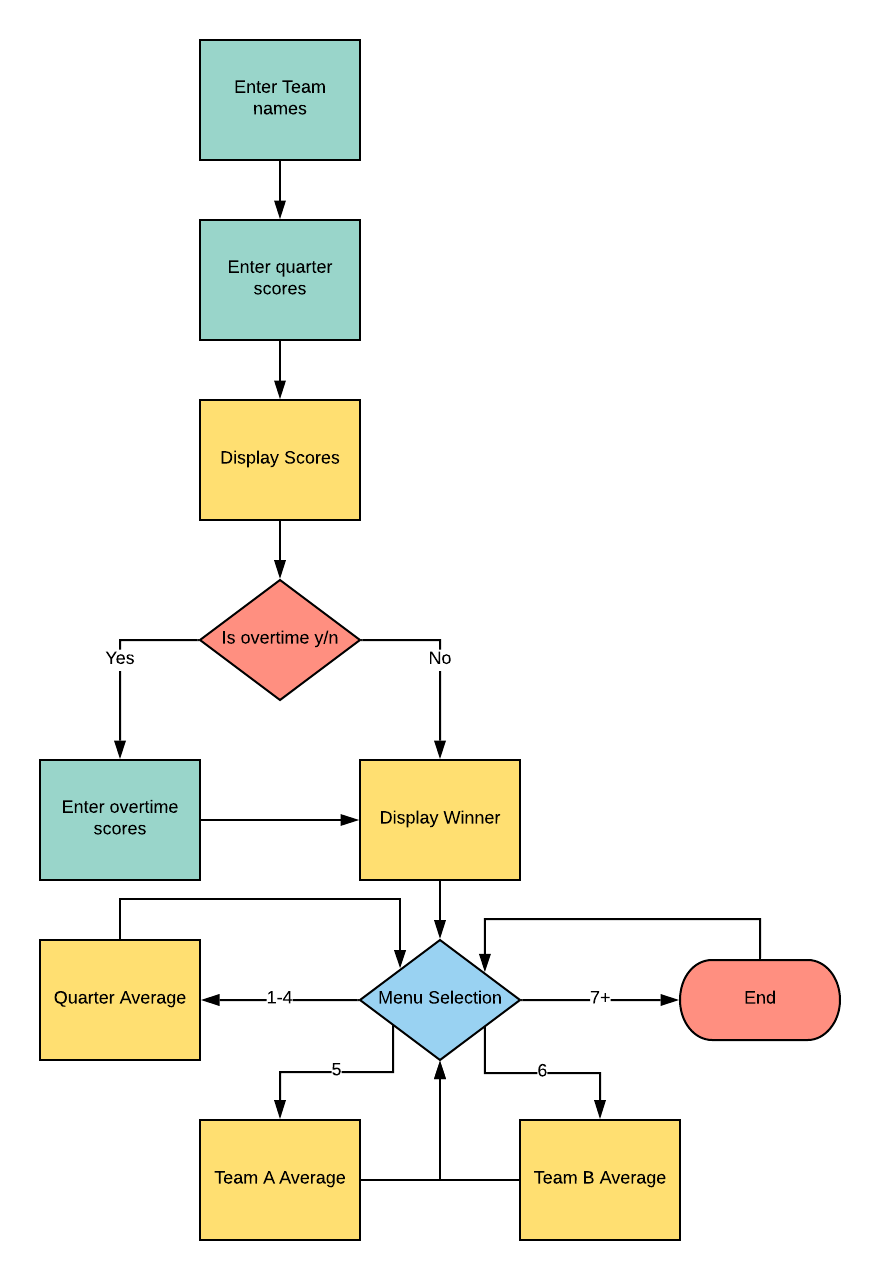 Enter Team
names
Enter quarter
scores
Display Scores
Is overtime y/n
Yes
No
Enter overtime
scores
Display Winner
Quarter Average
1-4
Menu Selection
7+
End
5
6
Team A Average
Team B Average